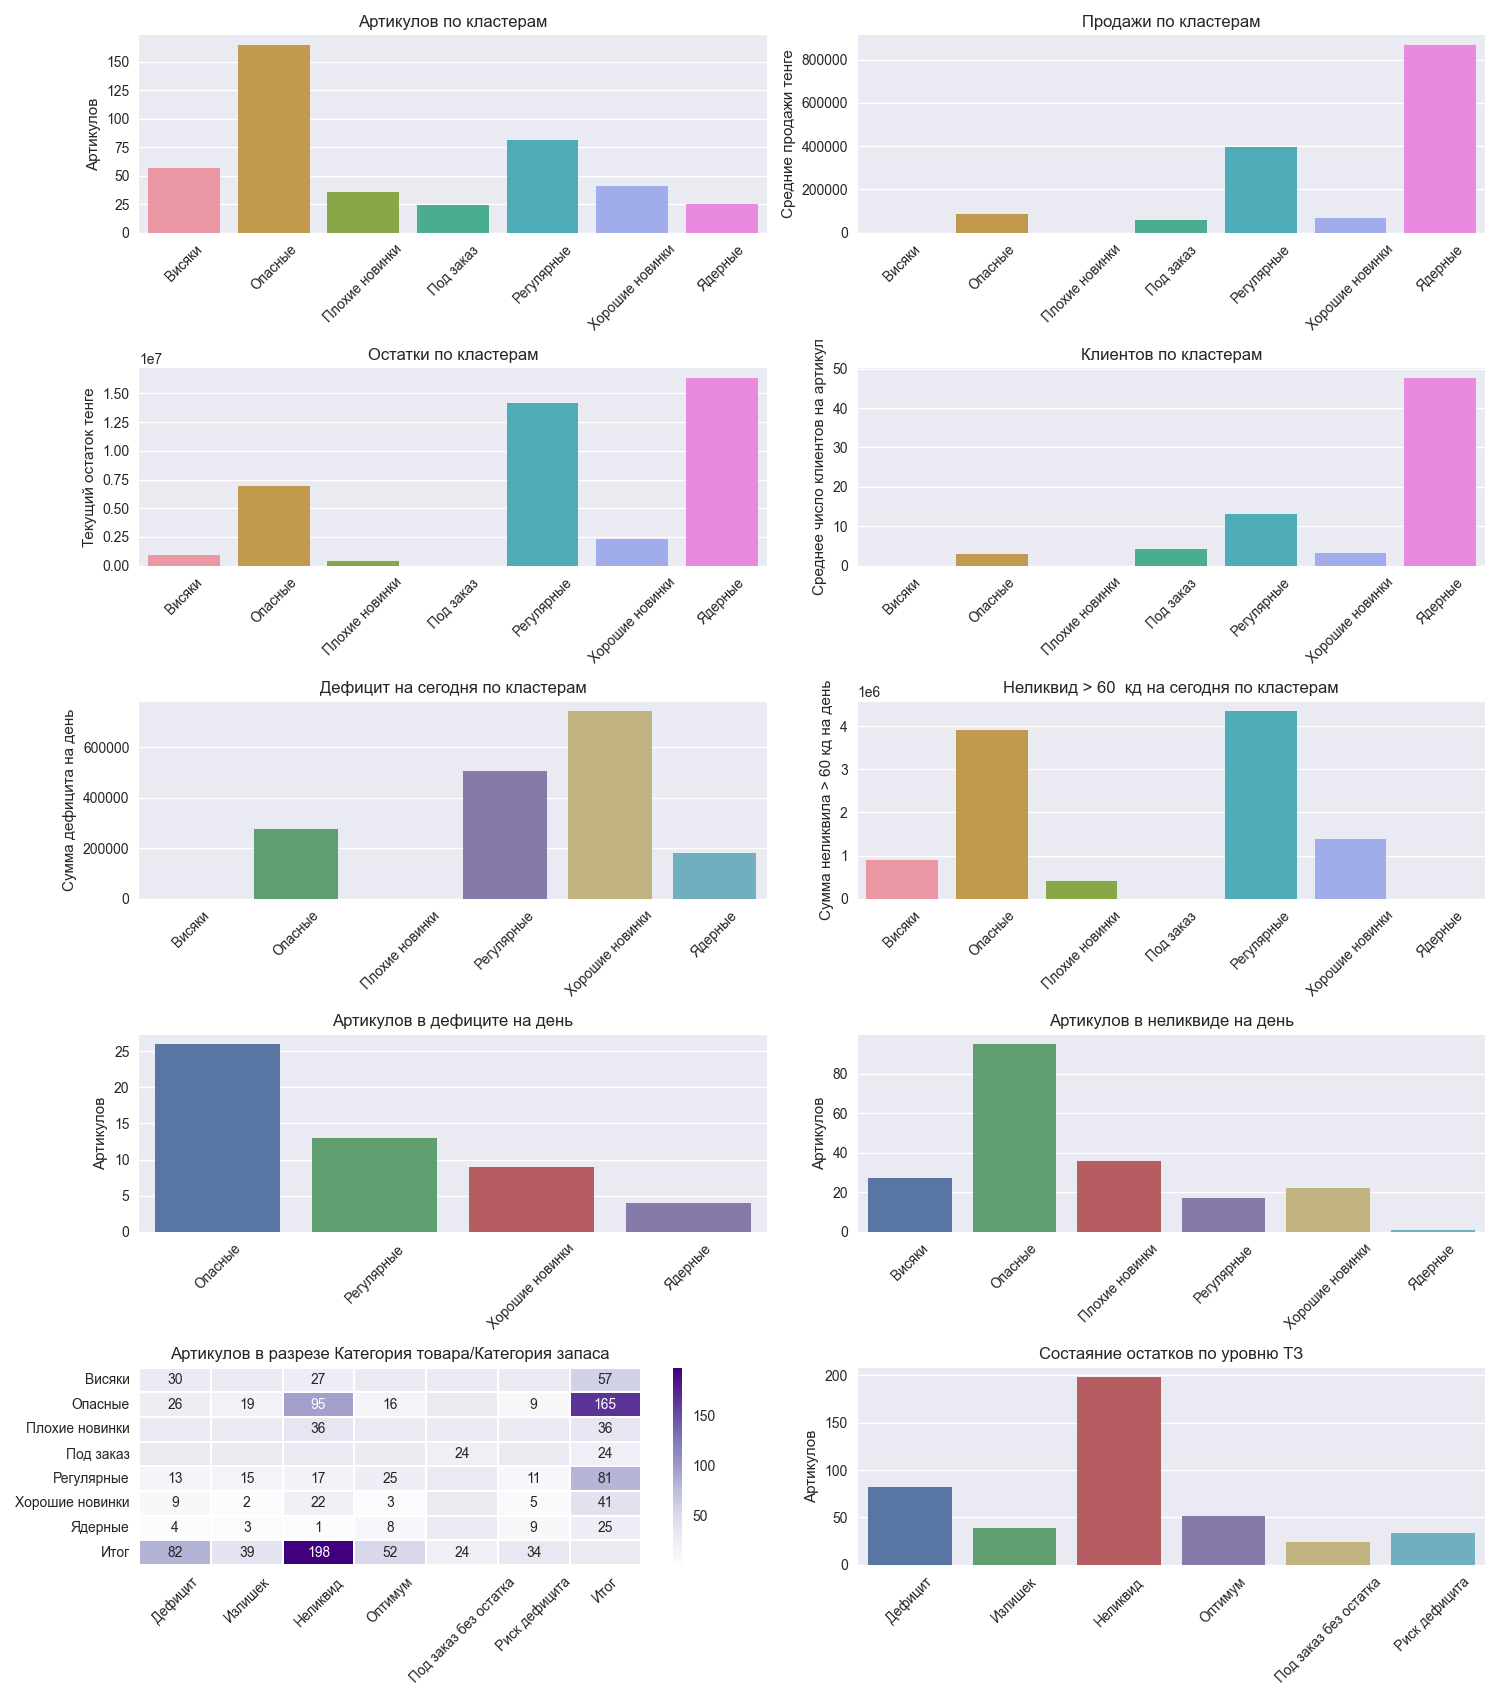 Артикулов по кластерам
Артикулов
150
125
100
75
50
25
0
Висяки
Опасные
Плохие новинки
Под заказ
Регулярные
Хорошие новинки
Ядерные
Продажи по кластерам
Средние продажи тенге
800000
600000
400000
200000
0
Висяки
Опасные
Плохие новинки
Под заказ
Регулярные
Хорошие новинки
Ядерные
Остатки по кластерам
1e7
Текущий остаток тенге
1.50
1.25
1.00
0.75
0.50
0.25
0.00
Висяки
Опасные
Плохие новинки
Под заказ
Регулярные
Хорошие новинки
Ядерные
Клиентов по кластерам
Среднее число клиентов на артикул
50
40
30
20
10
0
Висяки
Опасные
Плохие новинки
Под заказ
Регулярные
Хорошие новинки
Ядерные
Дефицит на сегодня по кластерам
Сумма дефицита на день
600000
400000
200000
0
Висяки
Опасные
Плохие новинки
Регулярные
Хорошие новинки
Ядерные
Неликвид > 60  кд на сегодня по кластерам
1e6
Сумма неликвила > 60 кд на день
4
3
2
1
0
Висяки
Опасные
Плохие новинки
Под заказ
Регулярные
Хорошие новинки
Ядерные
Артикулов в дефиците на день
Артикулов
25
20
15
10
5
0
Опасные
Регулярные
Хорошие новинки
Ядерные
Артикулов в неликвиде на день
Артикулов
80
60
40
20
0
Висяки
Опасные
Плохие новинки
Регулярные
Хорошие новинки
Ядерные
Артикулов в разрезе Категория товара/Категория запаса
Висяки 30 27 57
Опасные 26 19 95 16 9 165
Плохие новинки 36 36
Под заказ 24 24
Регулярные 13 15 17 25 11 81
Хорошие новинки 9 2 22 3 5 41
Ядерные 4 3 1 8 9 25
Итог 82 39 198 52 24 34
Дефицит
Излишек
Неликвид
Оптимум
Под заказ без остатка
Риск дефицита
Итог
150
100
50
Состаяние остатков по уровню ТЗ
Артикулов
200
150
100
50
0
Дефицит
Излишек
Неликвид
Оптимум
Под заказ без остатка
Риск дефицита